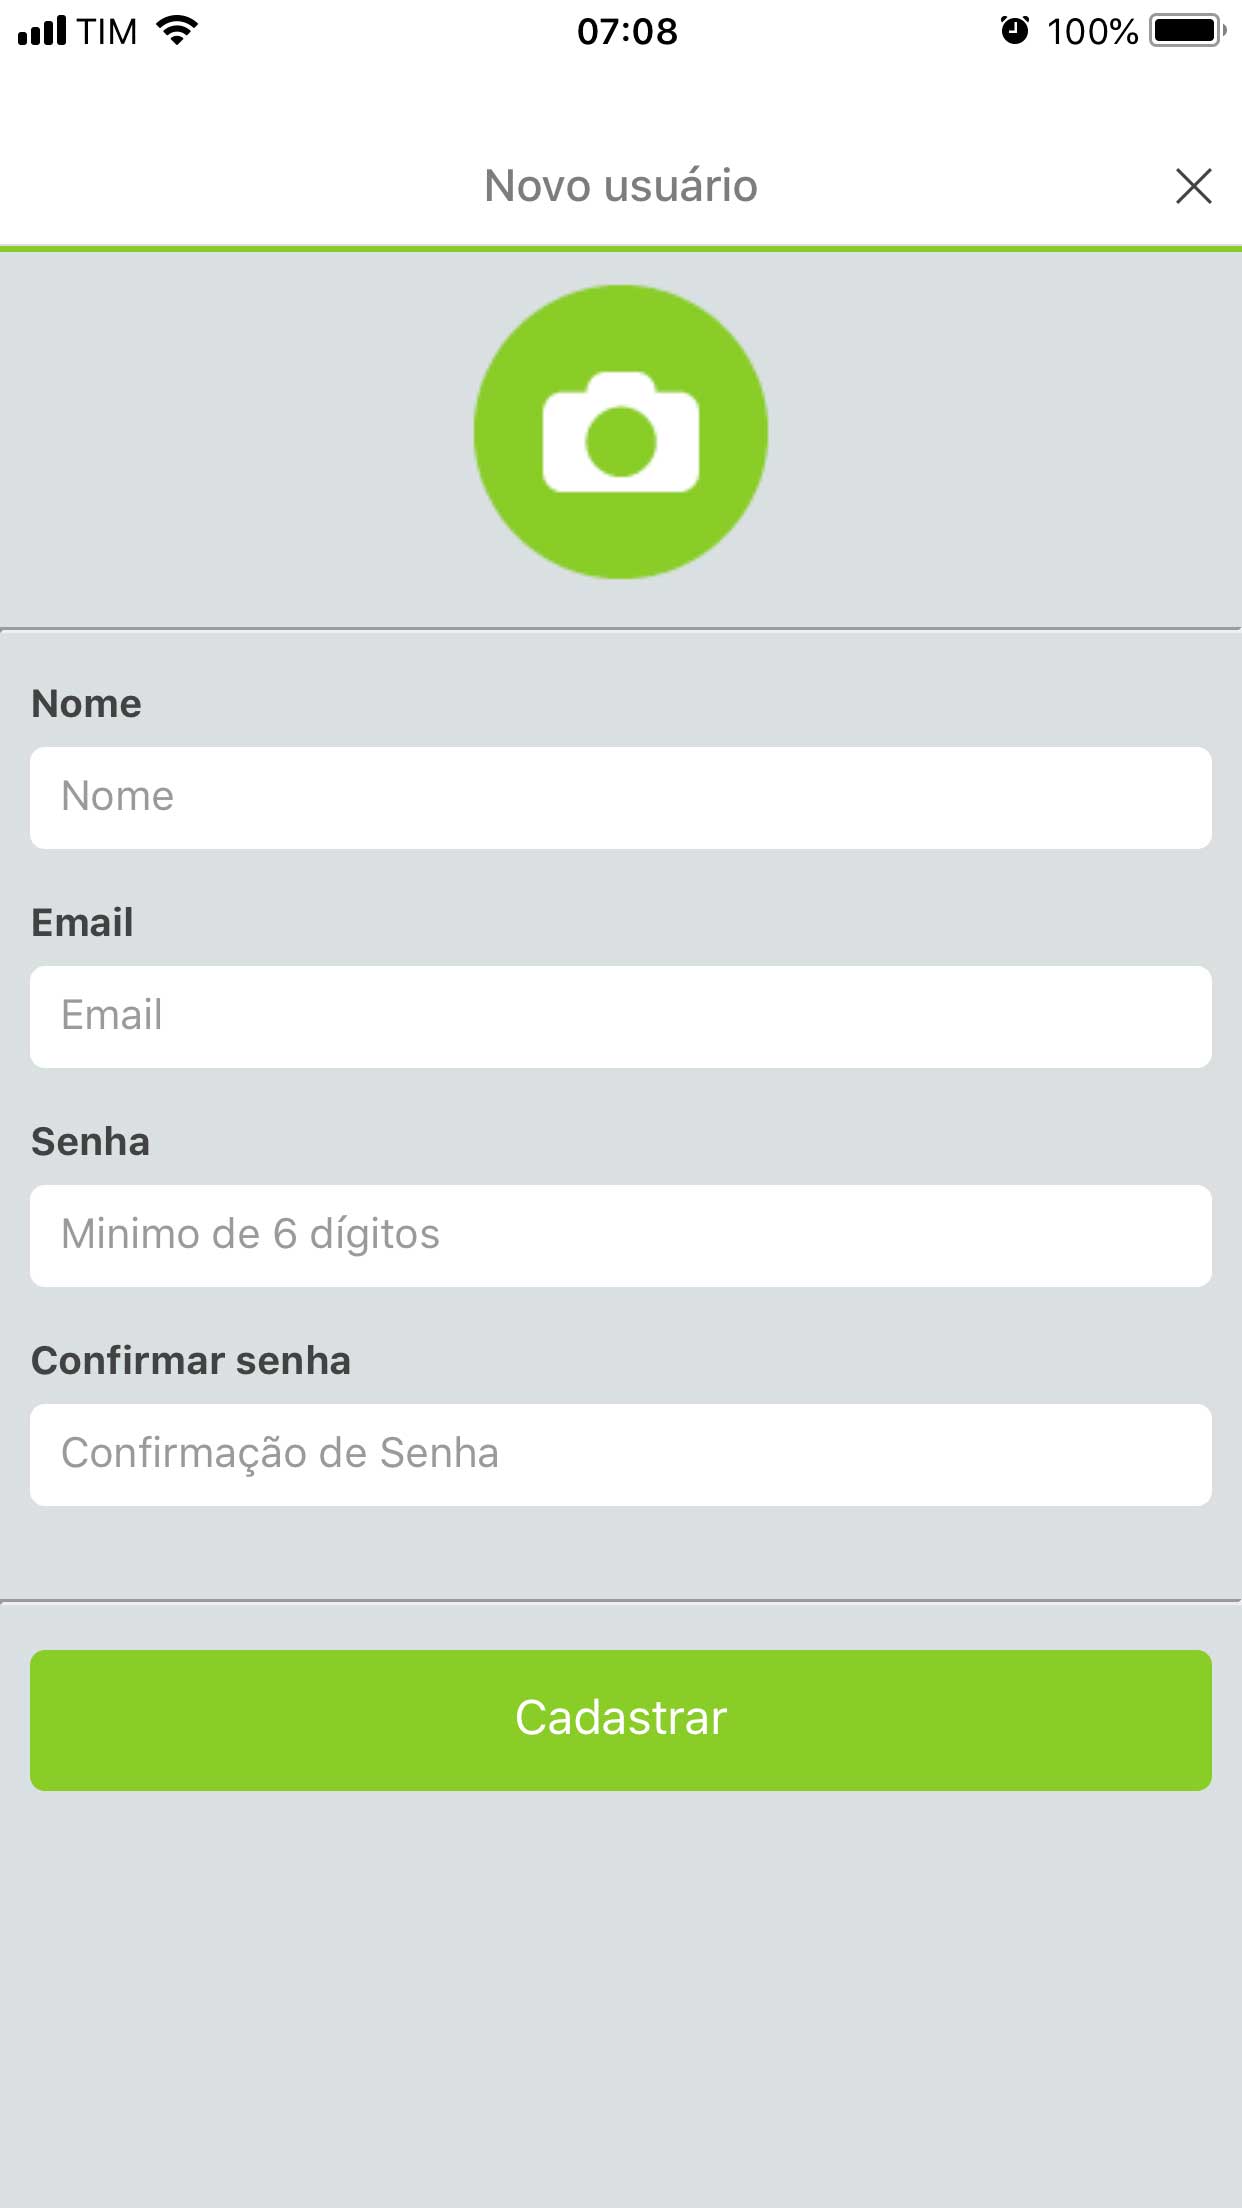 TIM 07:08 100%
Novo usuário
Nome
Nome
Email
Email
Senha
Minimo de 6 dígitos
Confirmar senha
Confirmação de Senha
Cadastrar